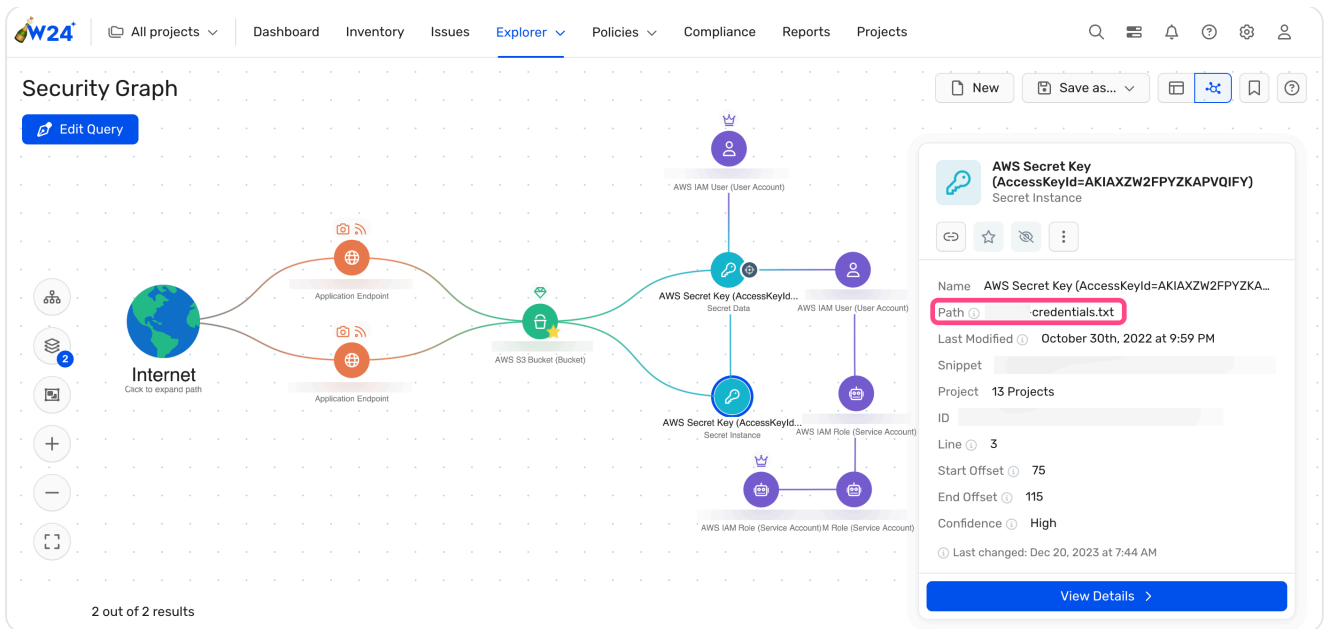 W24
All projects
Dashboard
Inventory
Issues
Explorer
Policies
Compliance
Reports
Projects
Security Graph
New
Save as...
Edit Query
AWS IAM User (User Account)
Application Endpoint
AWS Secret Key (AccessKeyId...
Secret Data
AWS IAM User (User Account)
2
Internet
Click to expand path
AWS S3 Bucket (Bucket)
Application Endpoint
AWS Secret Key (AccessKeyId...
Secret Instance
AWS IAM Role (Service Account)
AWS IAM Role (Service Account)
M Role (Service Account)
2 out of 2 results
AWS Secret Key
(AccessKeyId=AKIAXZW2FPYZKAPVQIFY)
Secret Instance
Name AWS Secret Key (AccessKeyId=AKIAXZW2FPYZKA...
Path -credentials.txt
Last Modified October 30th, 2022 at 9:59 PM
Snippet
Project 13 Projects
ID
Line 3
Start Offset 75
End Offset 115
Confidence High
Last changed: Dec 20, 2023 at 7:44 AM
View Details